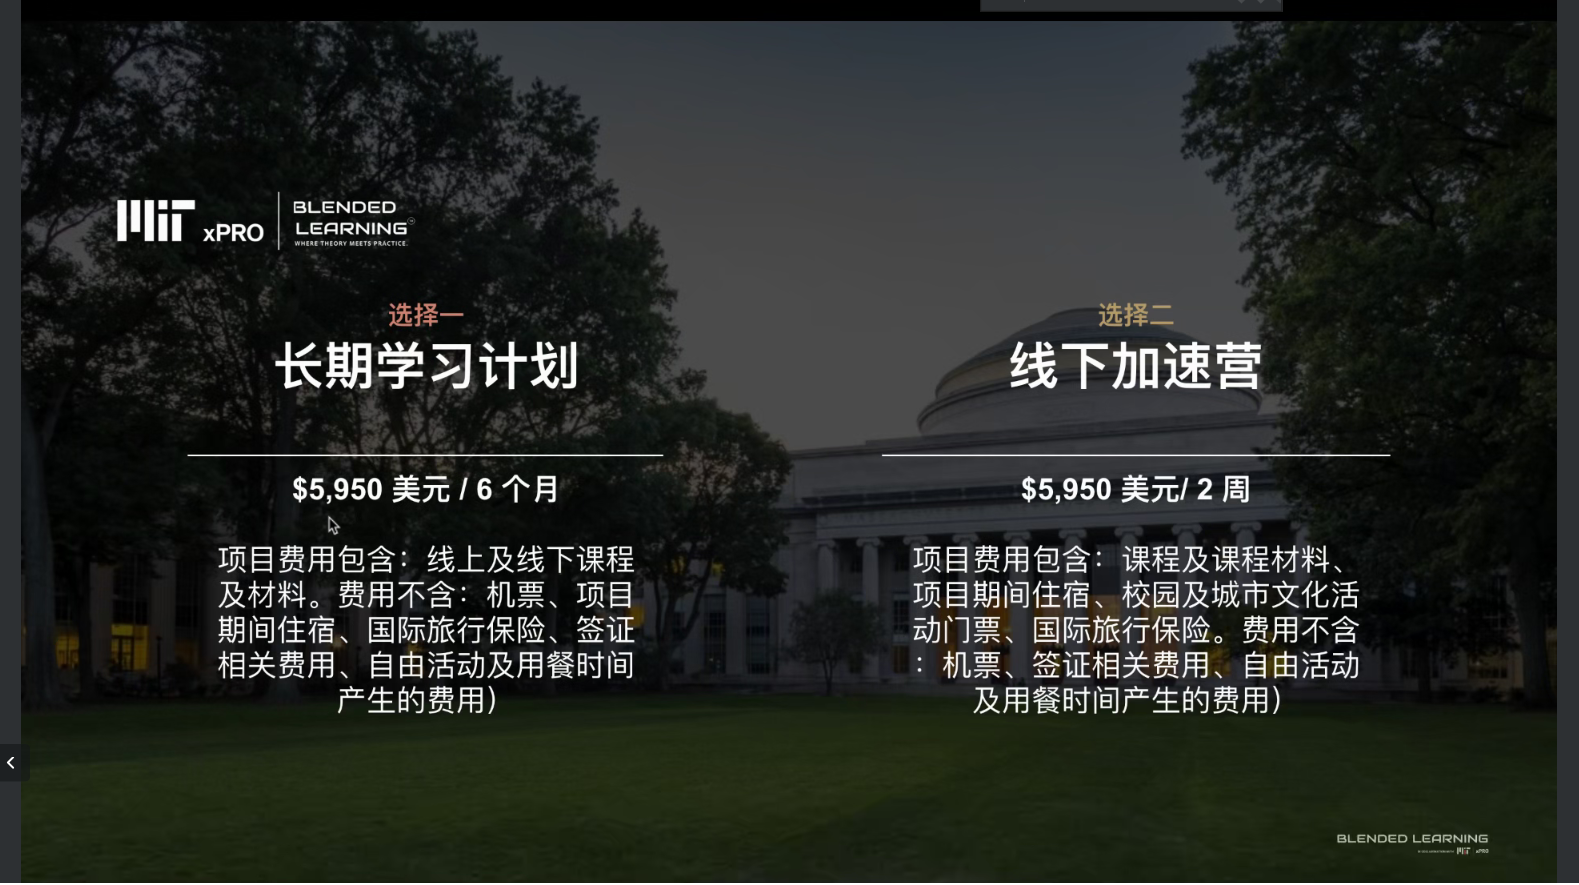 MIT xPRO
BLENDED
LEARNING
WHERE THEORY MEETS PRACTICE.
选择一
长期学习计划
$5,950 美元 / 6 个月
项目费用包含：线上及线下课程
及材料。费用不含：机票、项目
期间住宿、国际旅行保险、签证
相关费用、自由活动及用餐时间
产生的费用）
选择二
线下加速营
$5,950 美元/ 2 周
项目费用包含：课程及课程材料、
项目期间住宿、校园及城市文化活
动门票、国际旅行保险。费用不含
：机票、签证相关费用、自由活动
及用餐时间产生的费用）
BLENDED LEARNING
MIT xPRO